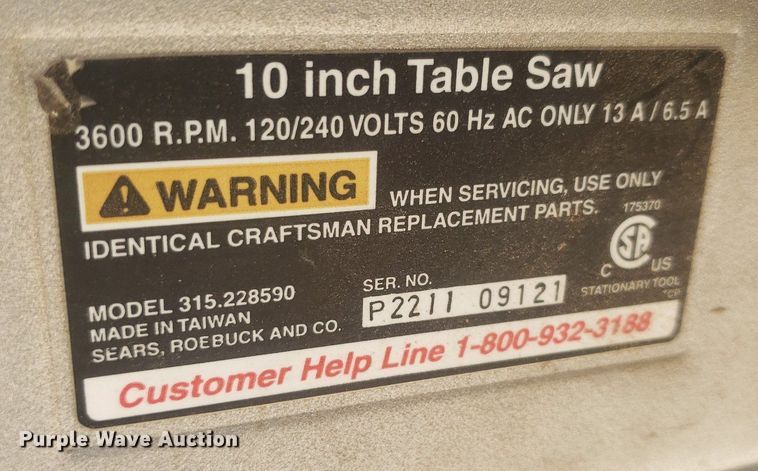 10 inch Table Saw
3600 R.P.M. 120/240 VOLTS 60 Hz AC ONLY 13 A / 6.5 A
WARNING WHEN SERVICING, USE ONLY
IDENTICAL CRAFTSMAN REPLACEMENT PARTS.
175370
SA
C US
STATIONARY TOOL
TCP
MODEL 315.228590
MADE IN TAIWAN
SEARS, ROEBUCK AND CO.
SER. NO.
P2211 09121
Customer Help Line 1-800-932-3188
Purple Wave Auction